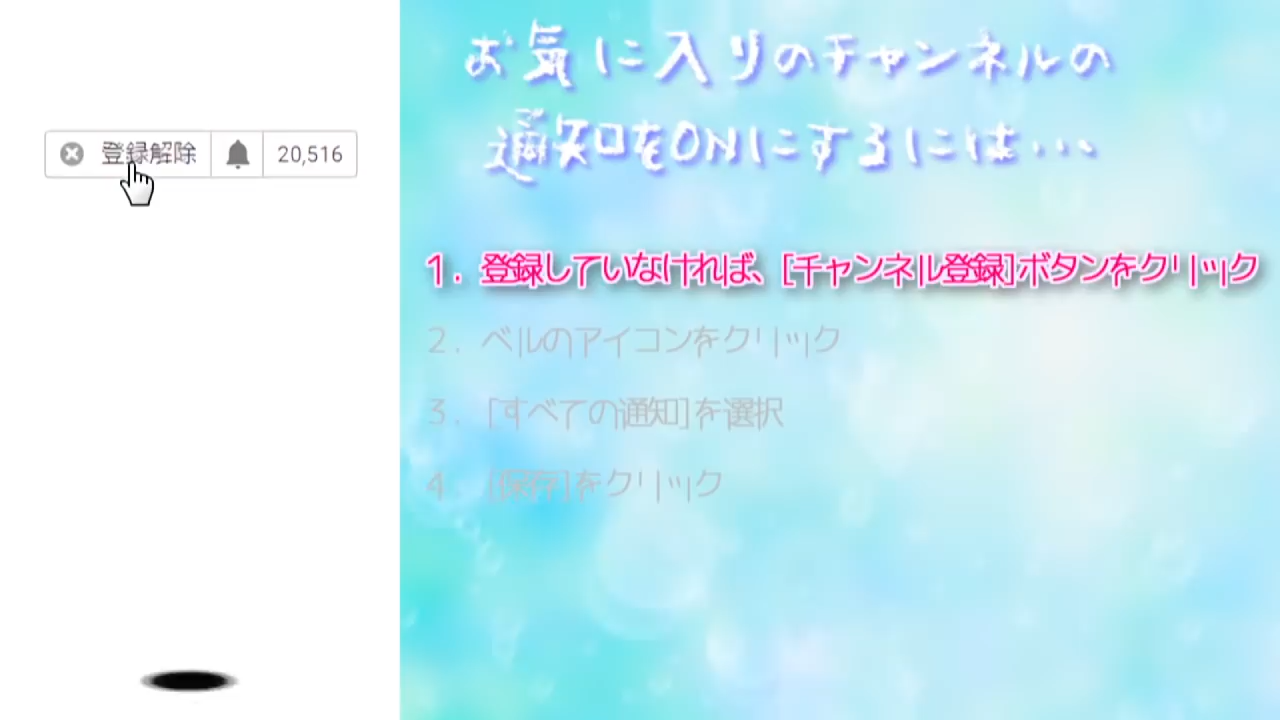 お気に入りのチャンネルの
通知をONにするには・・・
登録解除 20,516
1. 登録していなければ、[チャンネル登録]ボタンをクリック
2. ベルのアイコンをクリック
3. [すべての通知]を選択
4. [保存]をクリック